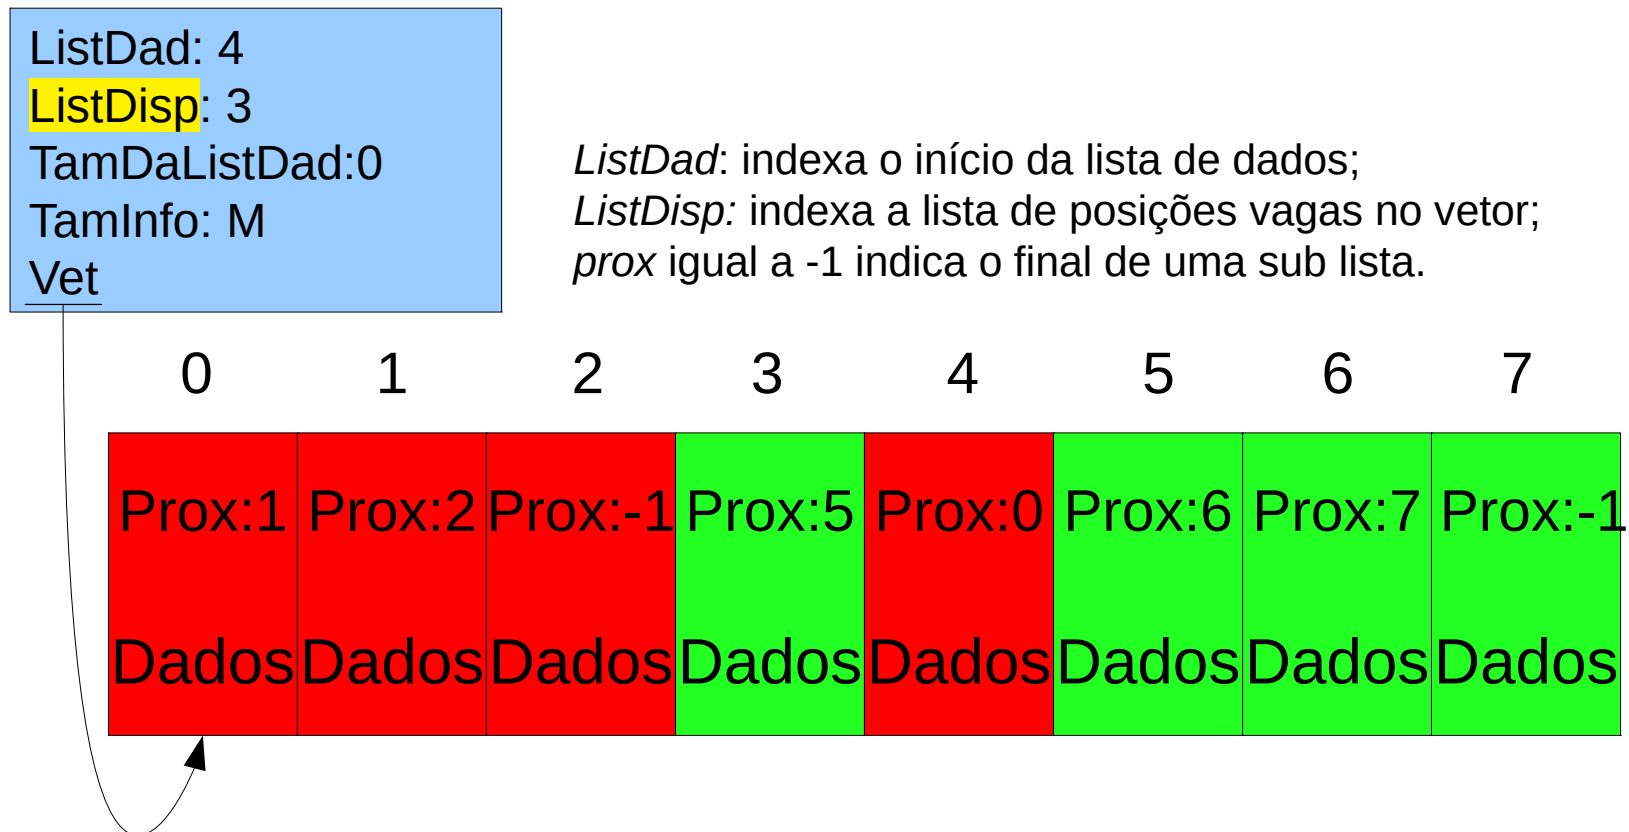 ListDad: 4
ListDisp: 3
TamDaListDad:0
TamInfo: M
Vet
ListDad: indexa o início da lista de dados;
ListDisp: indexa a lista de posições vagas no vetor;
prox igual a -1 indica o final de uma sub lista.
0 1 2 3 4 5 6 7
Prox:1 Prox:2 Prox:-1 Prox:5 Prox:0 Prox:6 Prox:7 Prox:-1
Dados Dados Dados Dados Dados Dados Dados Dados